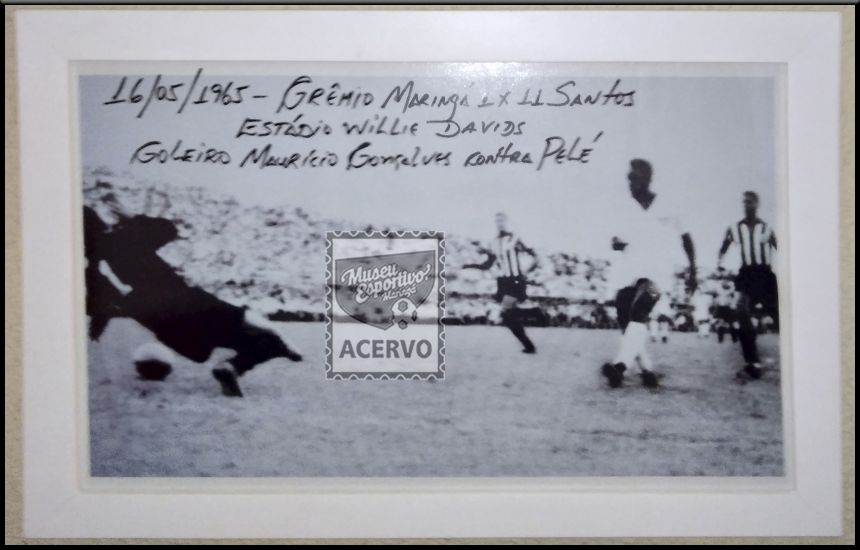 16/05/1965 - GRÊMIO MARINGÁ 1 X 11 SANTOS
ESTÁDIO WILLIE DAVIDS
GOLEIRO MAURÍCIO GONÇALVES CONTRA PELÉ
Museu
Esportivo!
Maringá
ACERVO